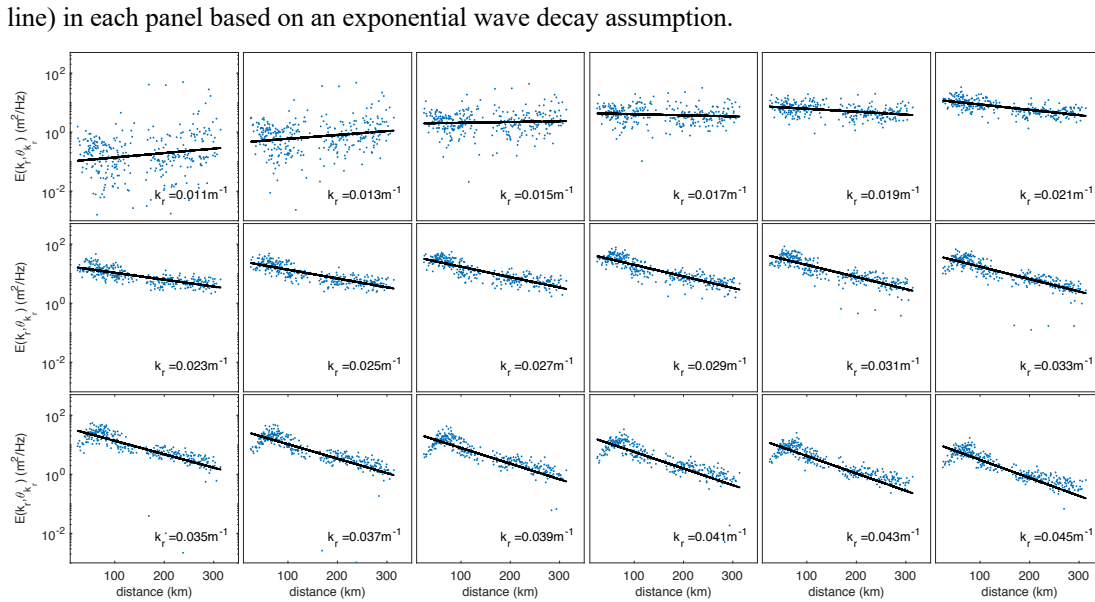 line) in each panel based on an exponential wave decay assumption.
10² 10⁰ 10⁻² E(k_r,θ_k_r) (m²/Hz)
k_r =0.011m⁻¹ k_r =0.013m⁻¹ k_r =0.015m⁻¹ k_r =0.017m⁻¹ k_r =0.019m⁻¹ k_r =0.021m⁻¹
10² 10⁰ 10⁻² E(k_r,θ_k_r) (m²/Hz)
k_r =0.023m⁻¹ k_r =0.025m⁻¹ k_r =0.027m⁻¹ k_r =0.029m⁻¹ k_r =0.031m⁻¹ k_r =0.033m⁻¹
10² 10⁰ 10⁻² E(k_r,θ_k_r) (m²/Hz)
k_r =0.035m⁻¹ k_r =0.037m⁻¹ k_r =0.039m⁻¹ k_r =0.041m⁻¹ k_r =0.043m⁻¹ k_r =0.045m⁻¹
100 200 300 100 200 300 100 200 300 100 200 300 100 200 300 100 200 300
distance (km) distance (km) distance (km) distance (km) distance (km) distance (km)